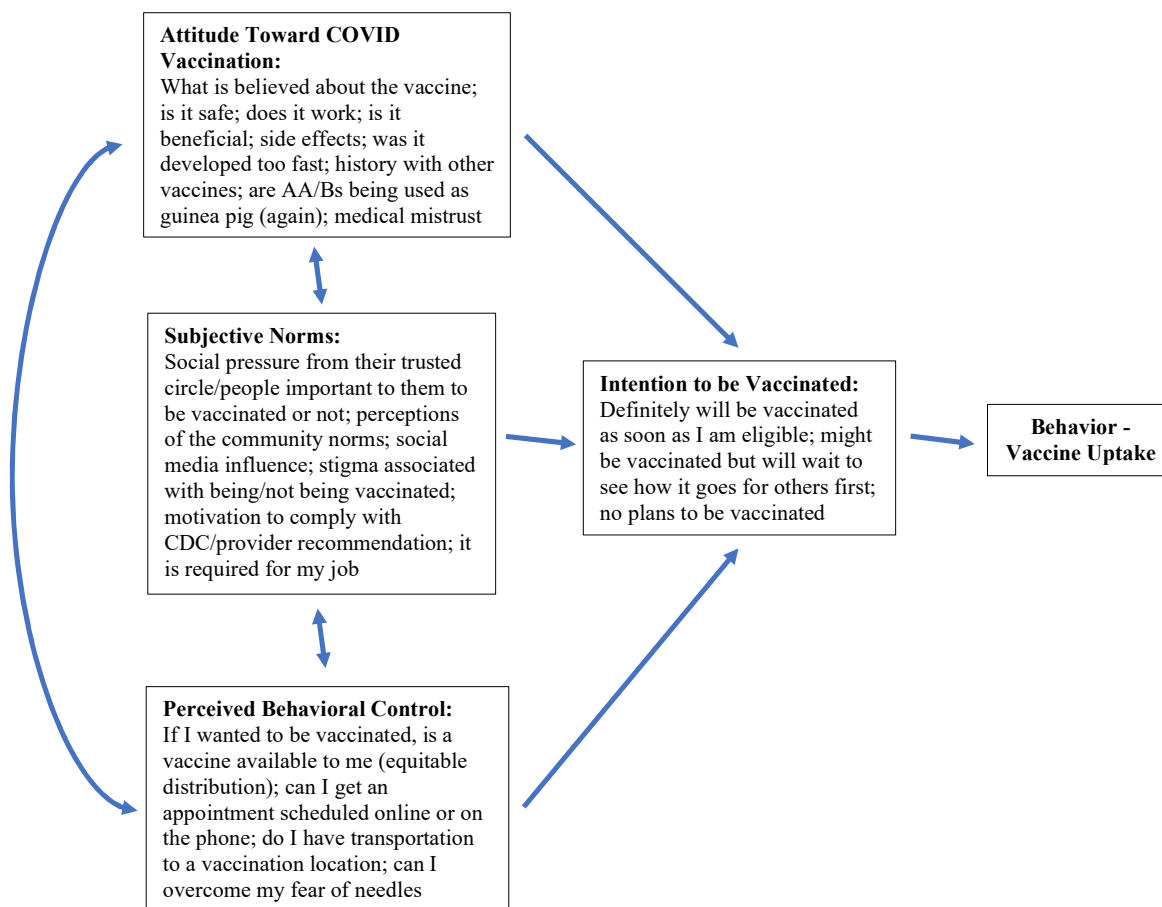 Attitude Toward COVID
Vaccination:
What is believed about the vaccine;
is it safe; does it work; is it
beneficial; side effects; was it
developed too fast; history with other
vaccines; are AA/Bs being used as
guinea pig (again); medical mistrust
Subjective Norms:
Social pressure from their trusted
circle/people important to them to
be vaccinated or not; perceptions
of the community norms; social
media influence; stigma associated
with being/not being vaccinated;
motivation to comply with
CDC/provider recommendation; it
is required for my job
Perceived Behavioral Control:
If I wanted to be vaccinated, is a
vaccine available to me (equitable
distribution); can I get an
appointment scheduled online or on
the phone; do I have transportation
to a vaccination location; can I
overcome my fear of needles
Intention to be Vaccinated:
Definitely will be vaccinated
as soon as I am eligible; might
be vaccinated but will wait to
see how it goes for others first;
no plans to be vaccinated
Behavior -
Vaccine Uptake